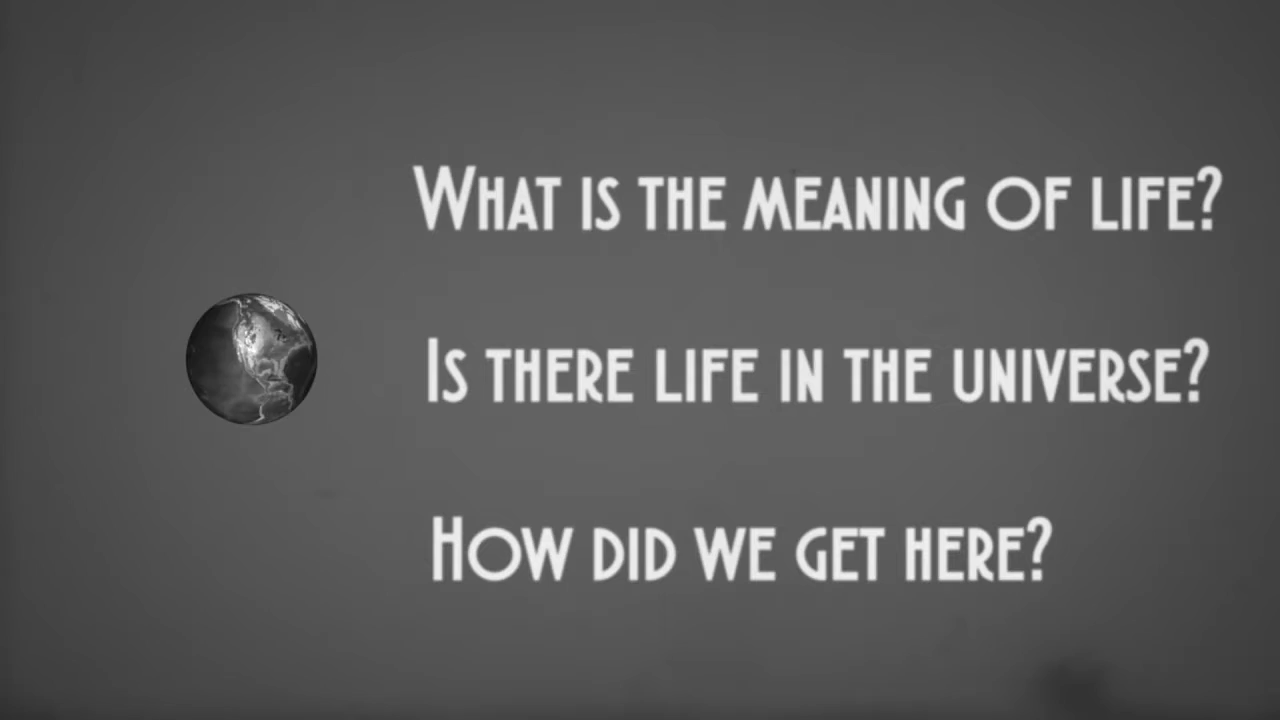 What is the meaning of life?
Is there life in the universe?
How did we get here?